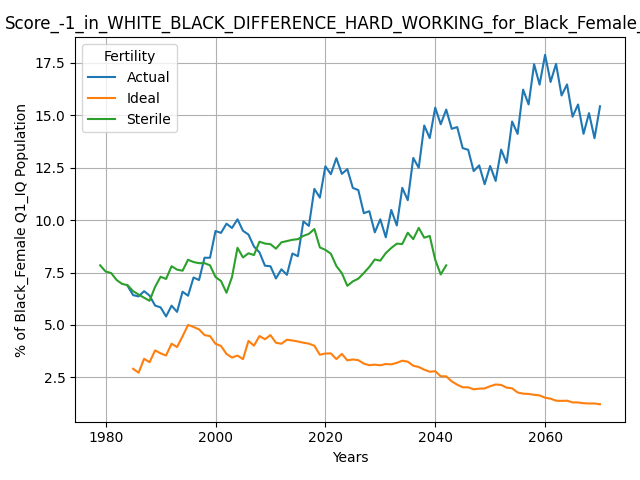 Score_-1_in_WHITE_BLACK_DIFFERENCE_HARD_WORKING_for_Black_Female_
Fertility
Actual
Ideal
Sterile
% of Black_Female Q1_IQ Population
17.5
15.0
12.5
10.0
7.5
5.0
2.5
1980
2000
2020
2040
2060
Years